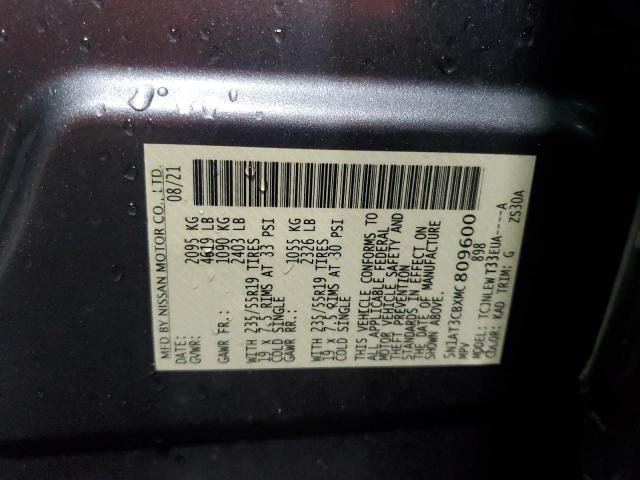 MFD BY NISSAN MOTOR CO., LTD.
DATE: 08/21
GVWR: 2095 KG
4619 LB
GAWR FR.: 1090 KG
2403 LB
WITH 235/55R19 TIRES
19 X 7.5 RIMS AT 33 PSI
COLD SINGLE
GAWR RR.: 1055 KG
2326 LB
WITH 235/55R19 TIRES
19 X 7.5 RIMS AT 30 PSI
COLD SINGLE
THIS VEHICLE CONFORMS TO
ALL APPLICABLE FEDERAL
MOTOR VEHICLE SAFETY AND
THEFT PREVENTION
STANDARDS IN EFFECT ON
THE DATE OF MANUFACTURE
SHOWN ABOVE.
5N1AT3CBXMC809600
MPV 898
MODEL: TCJNLEWT33EUA----A
COLOR: KAD TRIM: G ZS30A